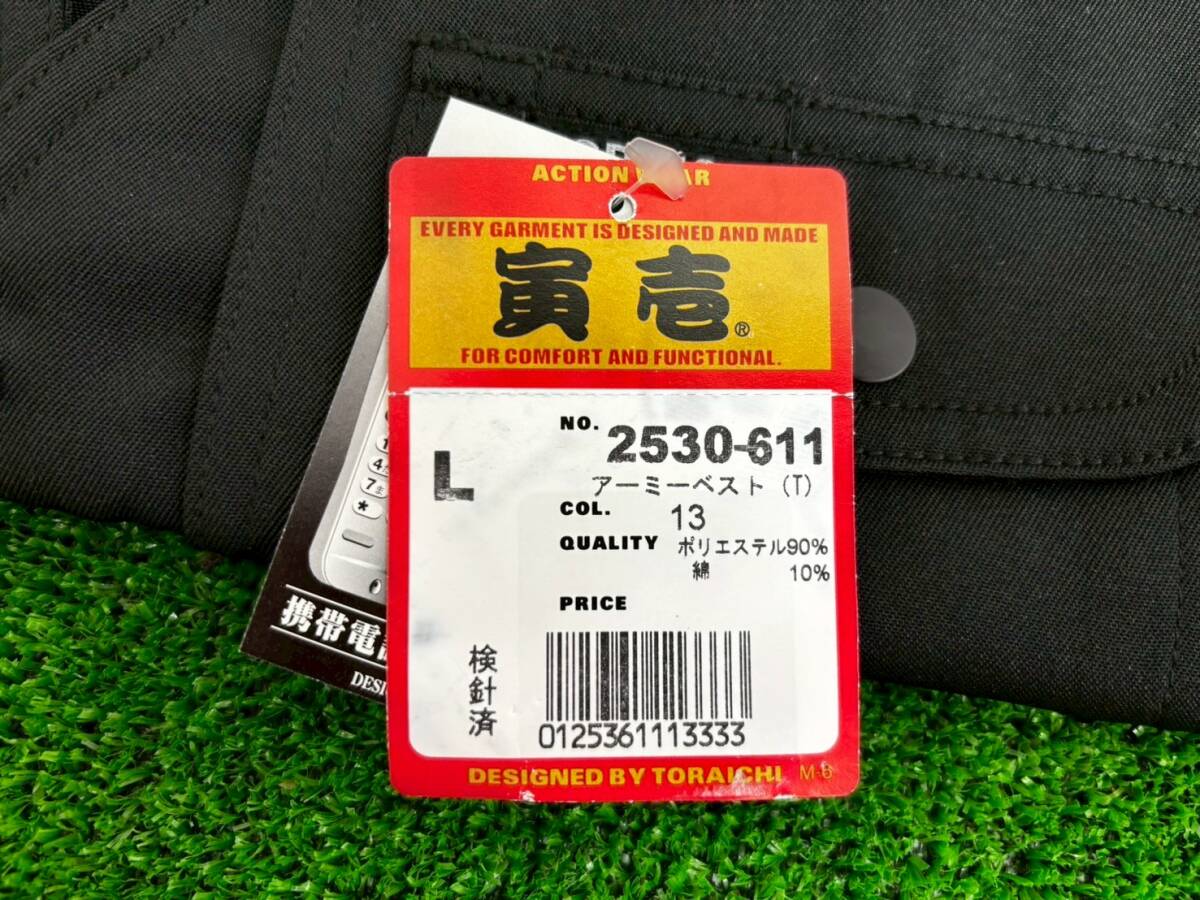 ACTION WEAR
EVERY GARMENT IS DESIGNED AND MADE
寅壱®
FOR COMFORT AND FUNCTIONAL.
L
NO. 2530-611
アーミーベスト（T）
COL. 13
QUALITY ポリエステル90%
綿 10%
PRICE
検針済
0125361113333
DESIGNED BY TORAICHI M-6
携帯電
DESI